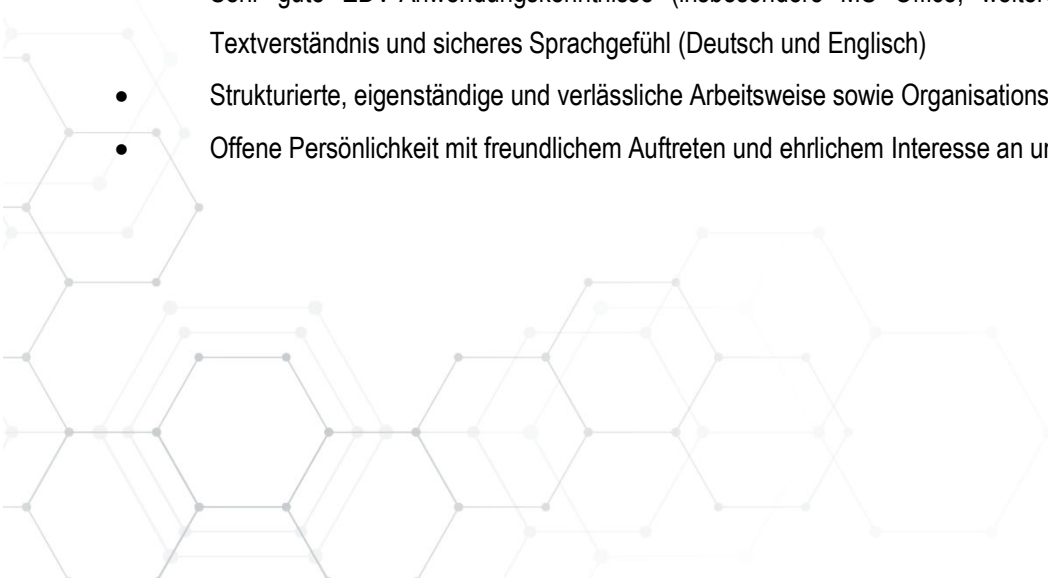 Sehr gute EDV-Anwendungskenntnisse (insbesondere MS Office,
Textverständnis und sicheres Sprachgefühl (Deutsch und Englisch)
• Strukturierte, eigenständige und verlässliche Arbeitsweise sowie Organisations
• Offene Persönlichkeit mit freundlichem Auftreten und ehrlichem Interesse an